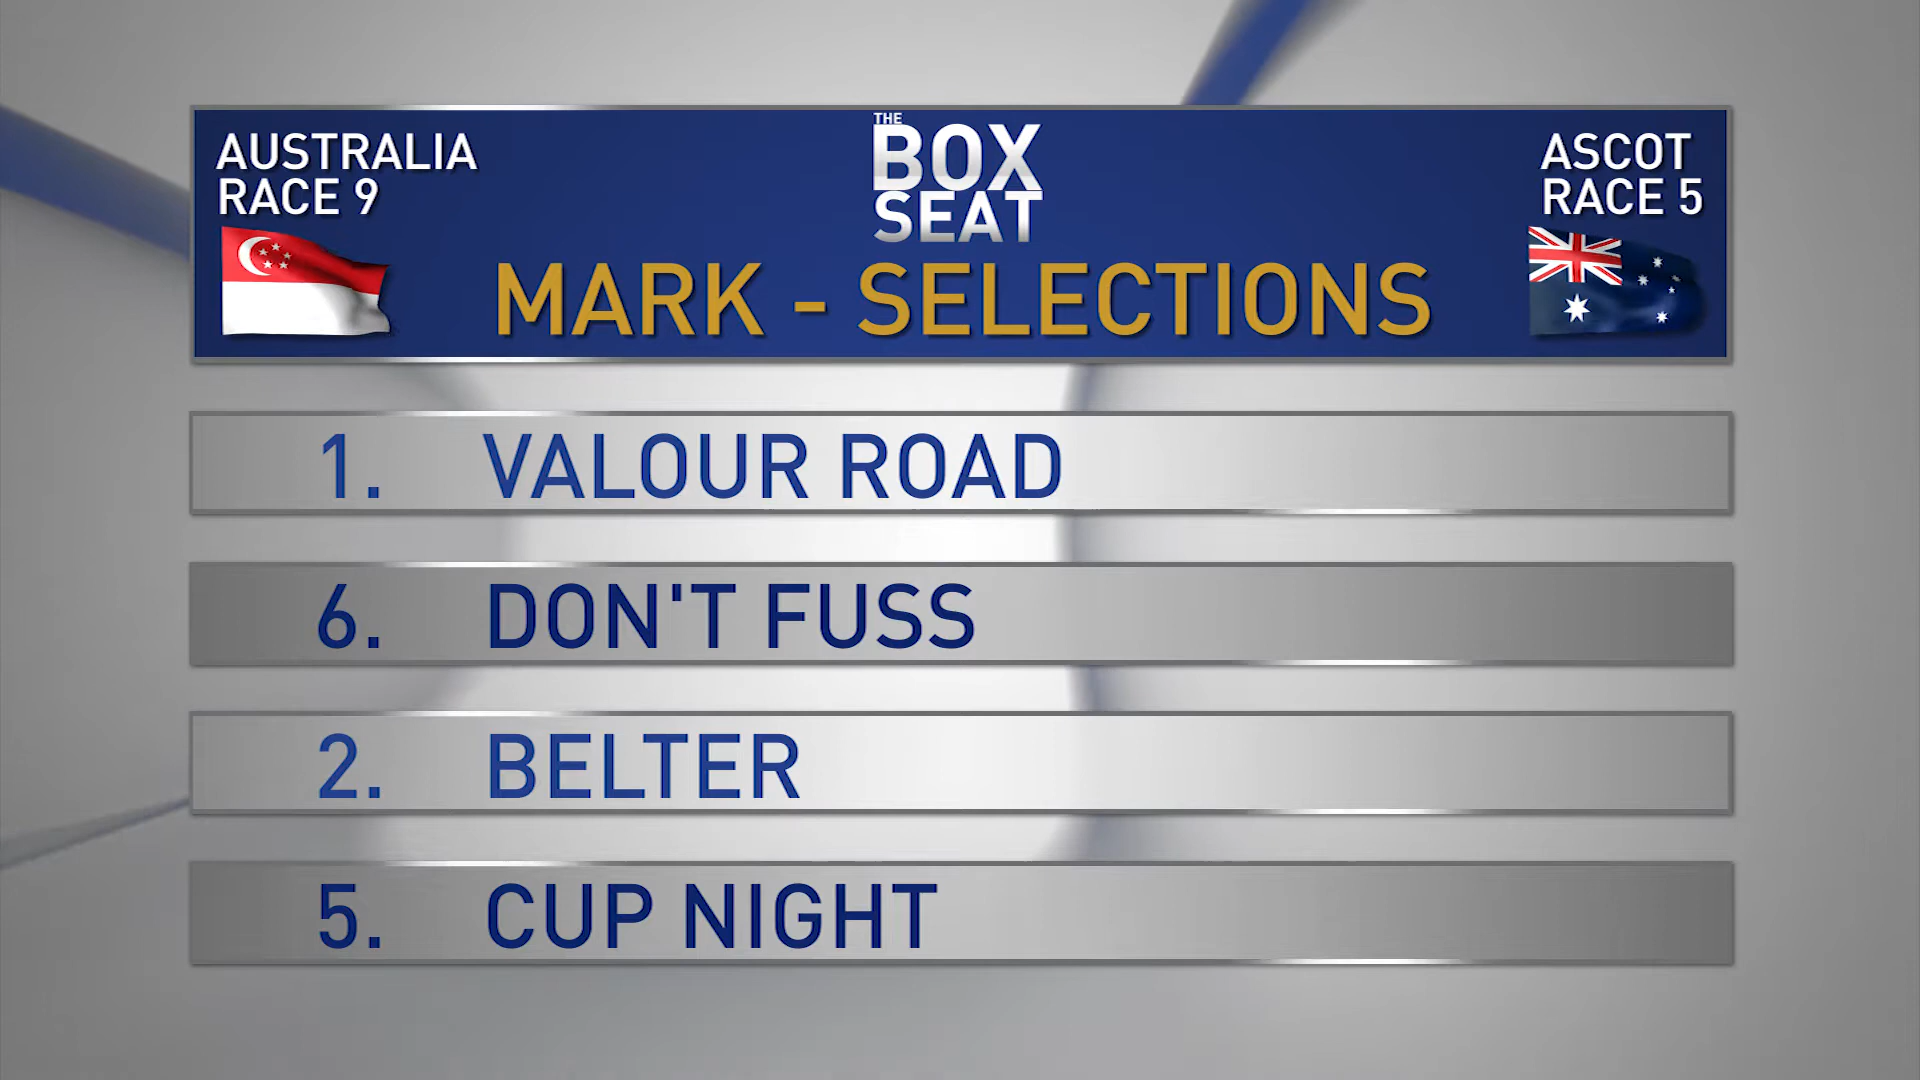 AUSTRALIA
RACE 9
THE
BOX
SEAT
ASCOT
RACE 5
MARK - SELECTIONS
1. VALOUR ROAD
6. DON'T FUSS
2. BELTER
5. CUP NIGHT